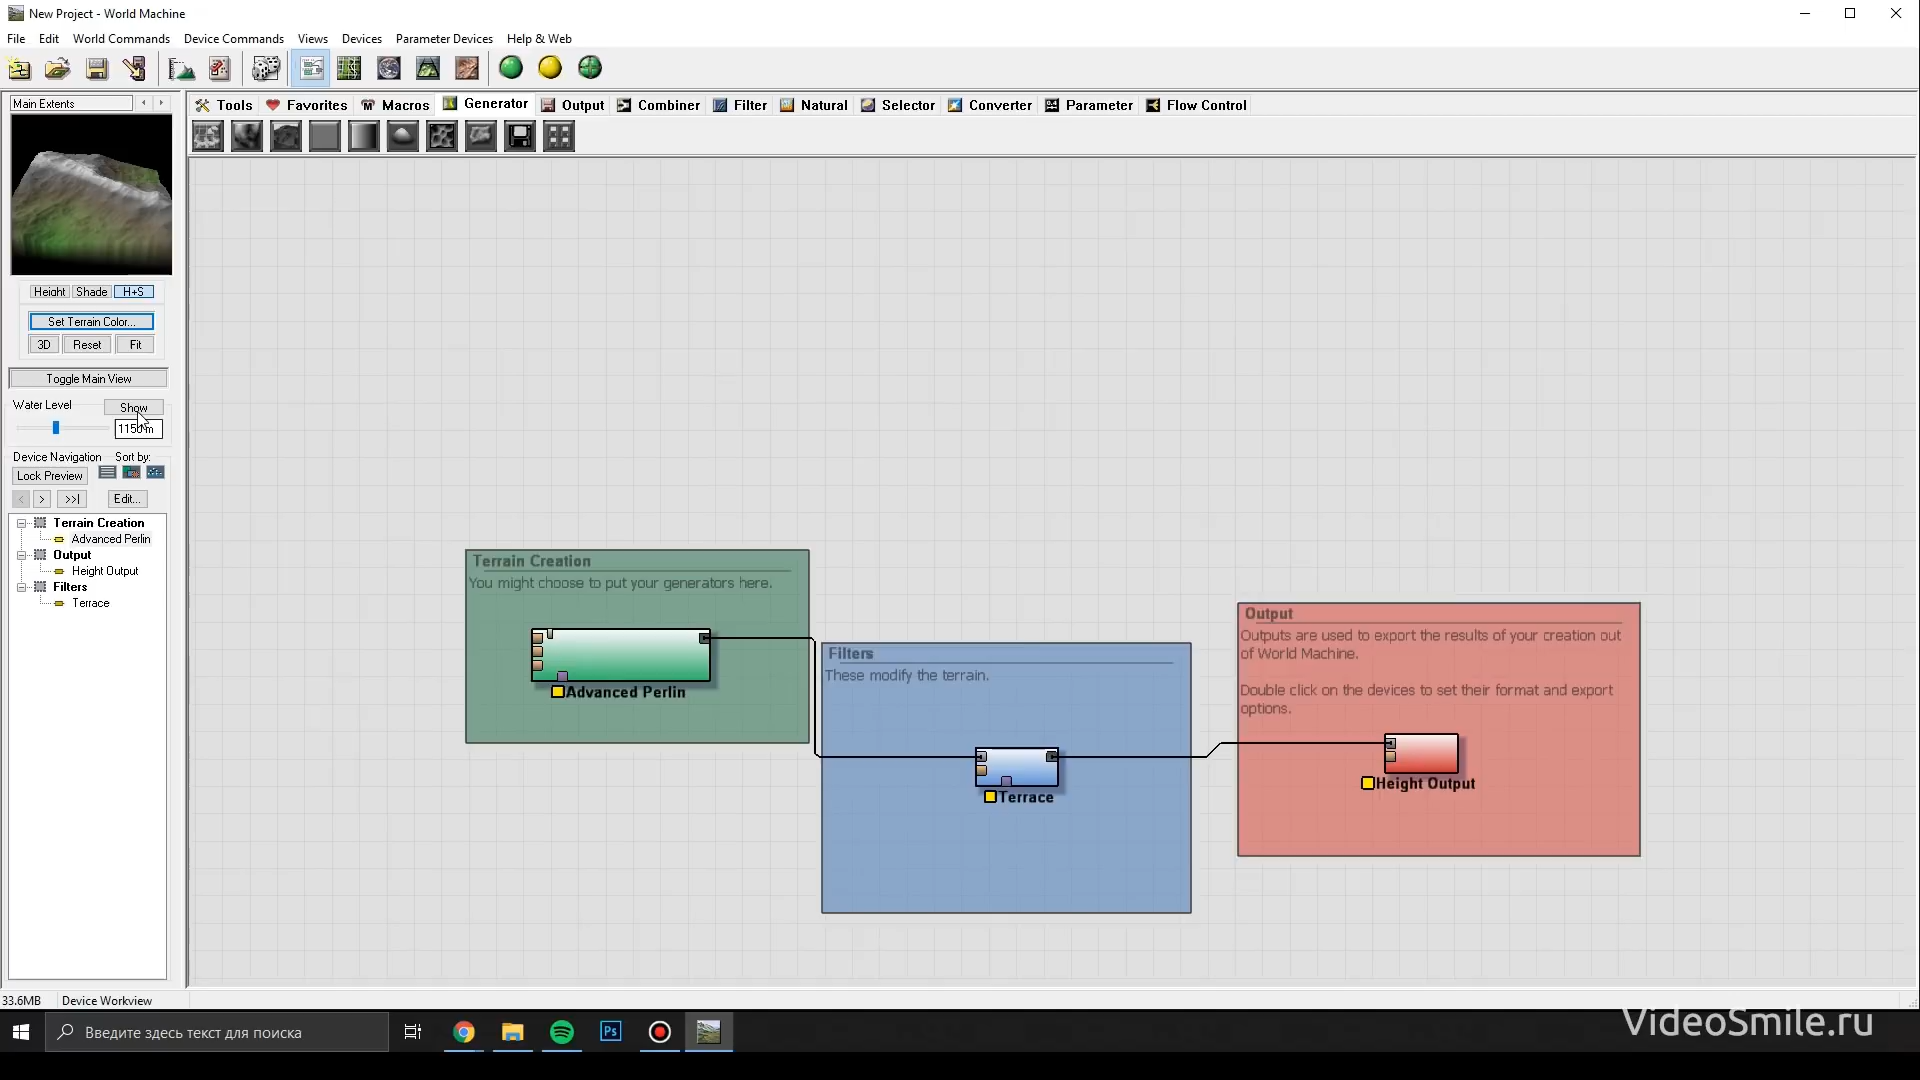 New Project - World Machine
File Edit World Commands Device Commands Views Devices Parameter Devices Help & Web
Main Extents
Tools Favorites Macros Generator Output Combiner Filter Natural Selector Converter Parameter Flow Control
Height Shade H+S
Set Terrain Color...
3D Reset Fit
Toggle Main View
Water Level Show
1150 m
Device Navigation Sort by:
Lock Preview
< > >>| Edit...
Terrain Creation
Advanced Perlin
Output
Height Output
Filters
Terrace
Terrain Creation
You might choose to put your generators here.
Advanced Perlin
Filters
These modify the terrain.
Terrace
Output
Outputs are used to export the results of your creation out
of World Machine.
Double click on the devices to set their format and export
options.
Height Output
33.6MB Device Workview
Введите здесь текст для поиска
Ps
VideoSmile.ru